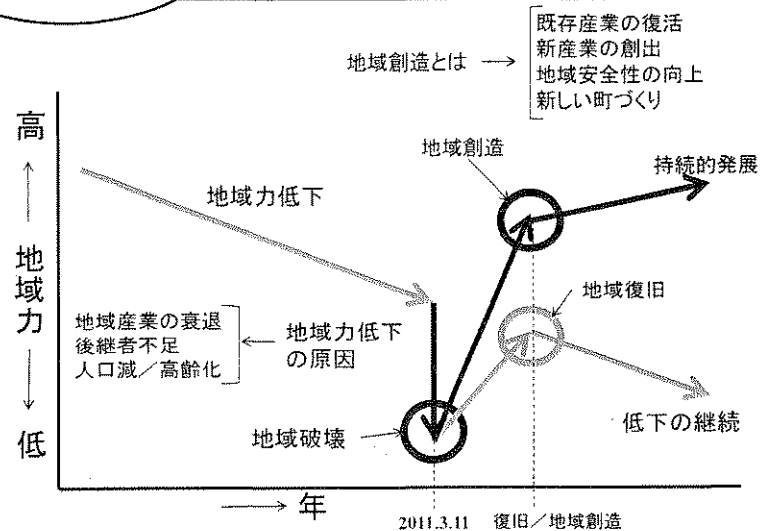 既存産業の復活
新産業の創出
地域創造とは
地域安全性の向上
新しい町づくり
高
地域創造
持続的発展
地域力低下
地域力
地域復旧
地域産業の衰退
後継者不足
人口減／高齢化
地域力低下
の原因
低下の継続
地域破壊
低
年
2011.3.11
復旧／地域創造